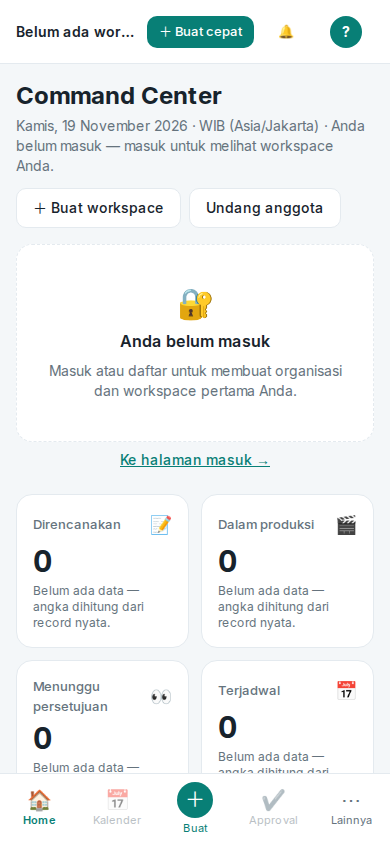 Belum ada wor...
+ Buat cepat
?
Command Center
Kamis, 19 November 2026 · WIB (Asia/Jakarta) · Anda
belum masuk — masuk untuk melihat workspace
Anda.
+ Buat workspace
Undang anggota
Anda belum masuk
Masuk atau daftar untuk membuat organisasi
dan workspace pertama Anda.
Ke halaman masuk →
Direncanakan
0
Belum ada data —
angka dihitung dari
record nyata.
Dalam produksi
0
Belum ada data —
angka dihitung dari
record nyata.
Menunggu
persetujuan
0
Belum ada data —
Terjadwal
0
Belum ada data —
angka dihitung dari
Home
Kalender
Buat
Approval
Lainnya